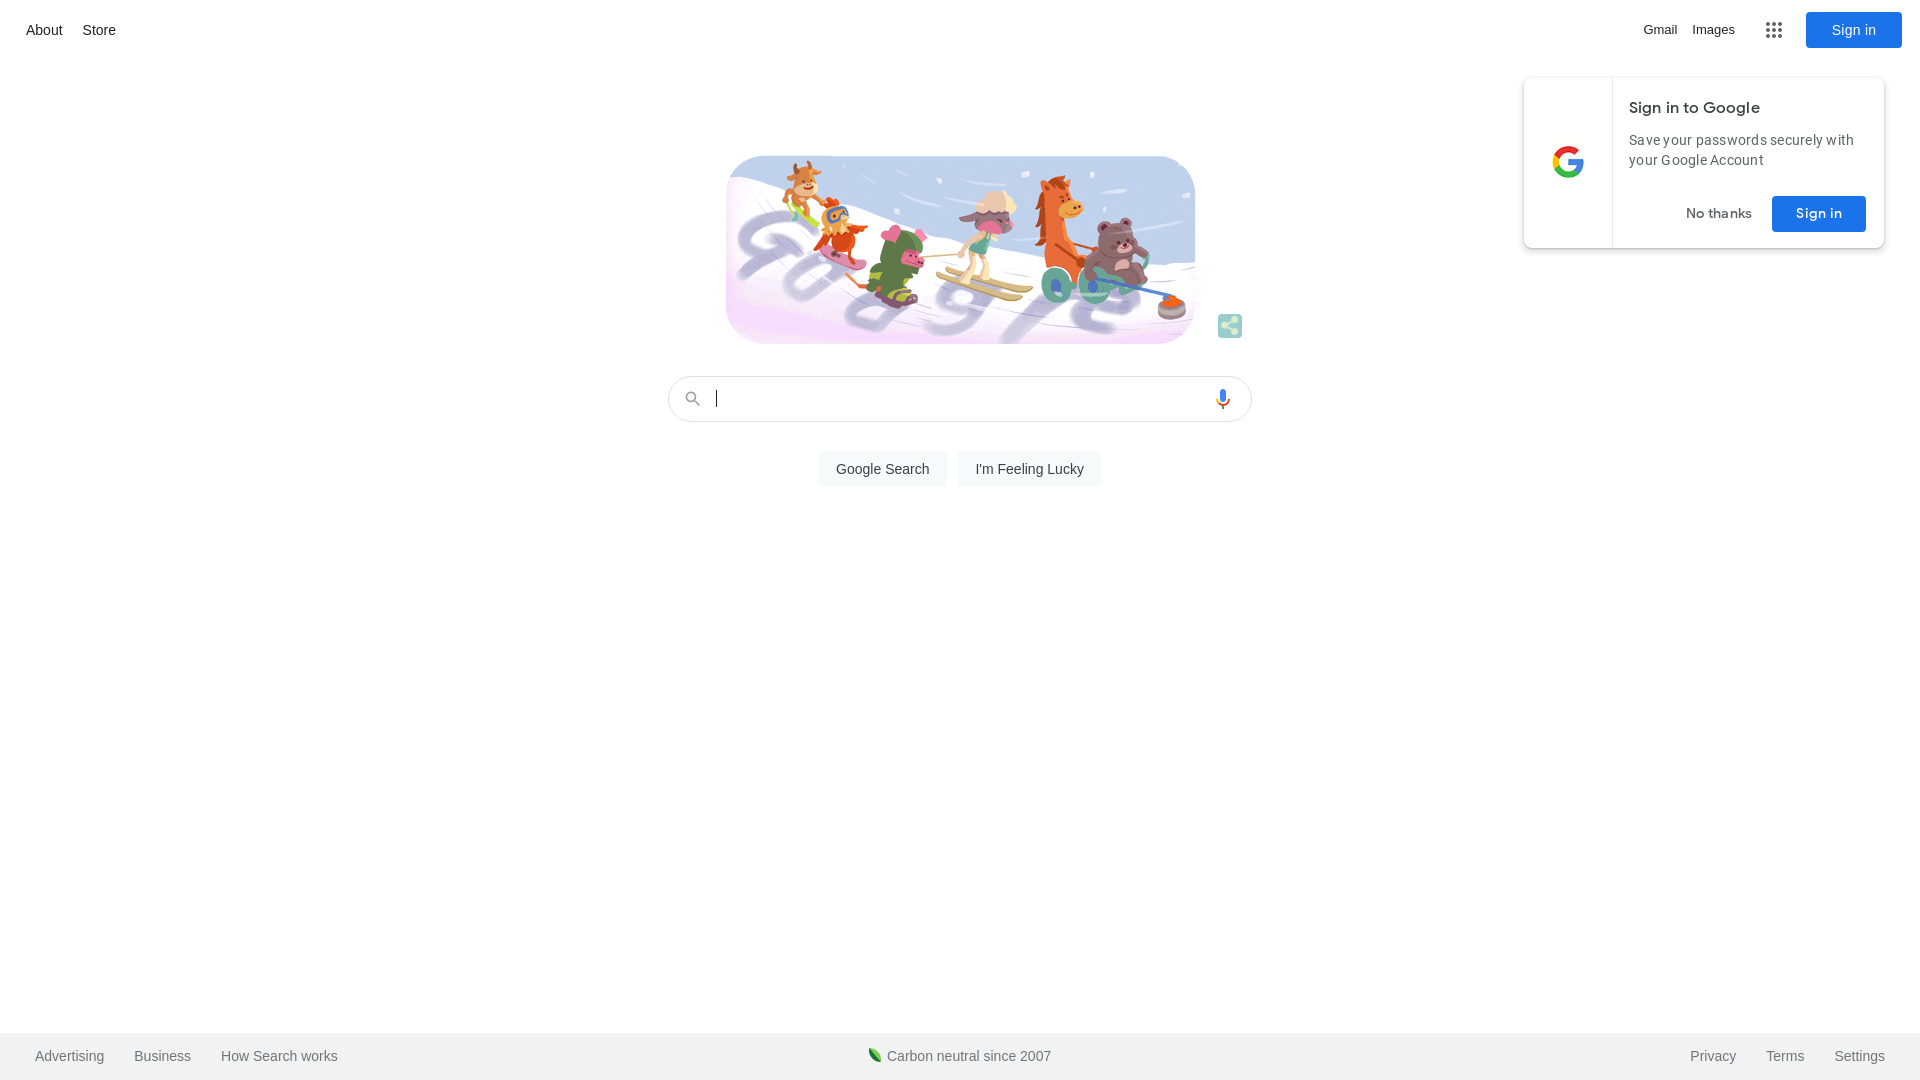 About
Store
Gmail
Images
Sign in
Sign in to Google
Save your passwords securely with
your Google Account
No thanks
Sign in
Google
Google Search
I'm Feeling Lucky
Advertising
Business
How Search works
Carbon neutral since 2007
Privacy
Terms
Settings